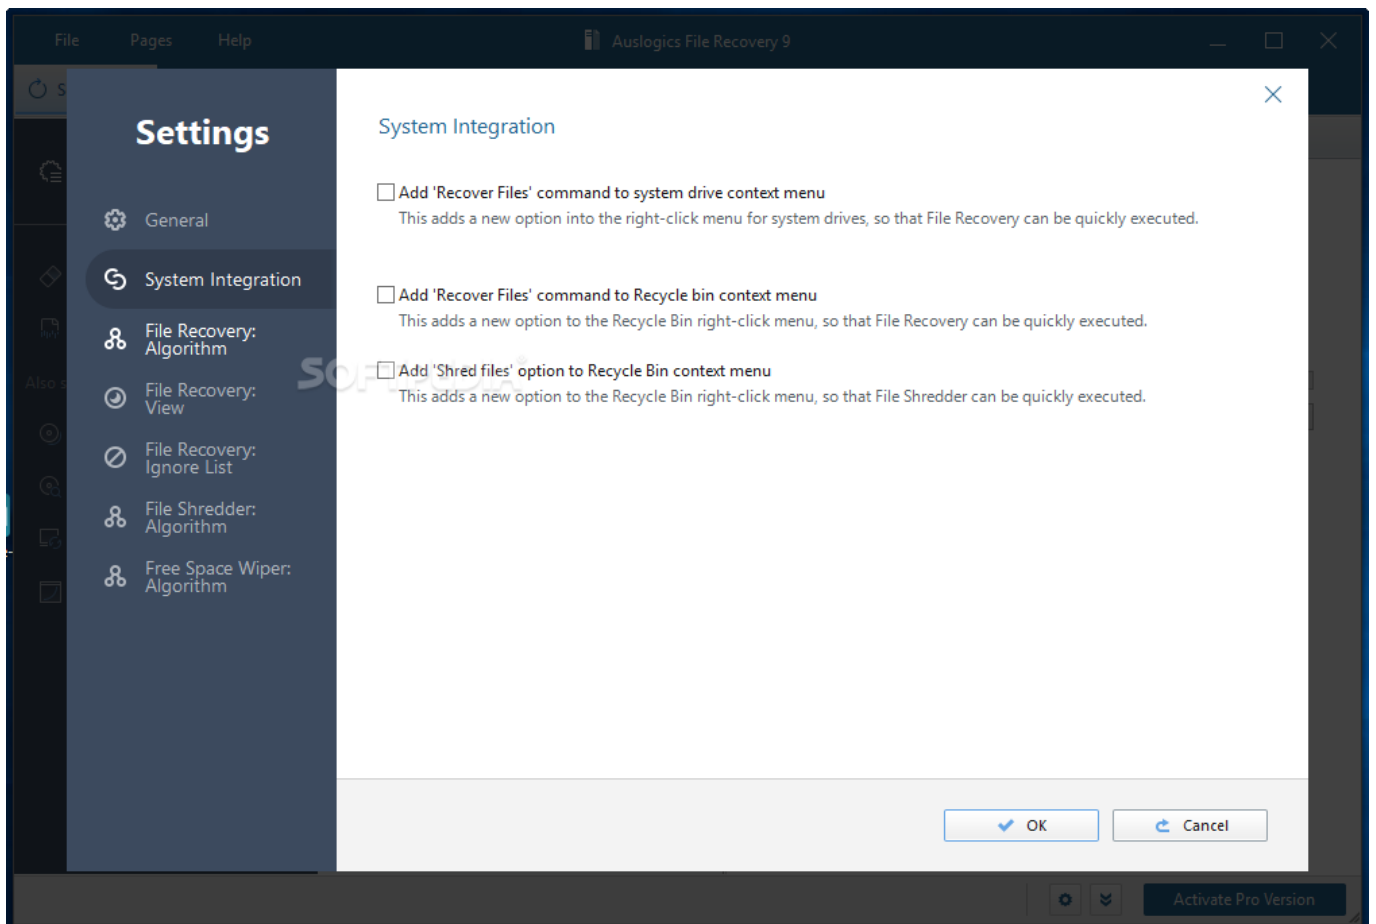 File Pages Help
Auslogics File Recovery 9
S
Settings
General
System Integration
File Recovery:
Algorithm
File Recovery:
View
File Recovery:
Ignore List
File Shredder:
Algorithm
Free Space Wiper:
Algorithm
Also s
System Integration
Add 'Recover Files' command to system drive context menu
This adds a new option into the right-click menu for system drives, so that File Recovery can be quickly executed.
Add 'Recover Files' command to Recycle bin context menu
This adds a new option to the Recycle Bin right-click menu, so that File Recovery can be quickly executed.
Add 'Shred files' option to Recycle Bin context menu
This adds a new option to the Recycle Bin right-click menu, so that File Shredder can be quickly executed.
SOFTPEDIA
OK
Cancel
Activate Pro Version